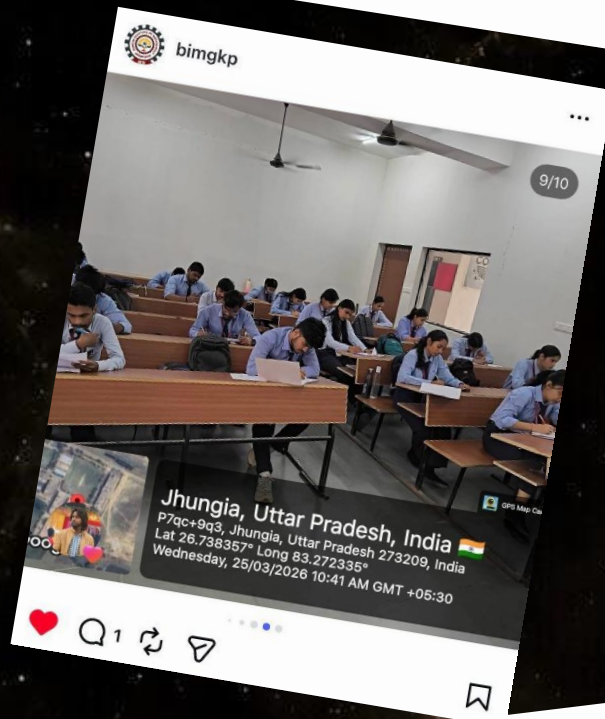 bimgkp
9/10
GPS Map Ca
Jhungia, Uttar Pradesh, India
P7qc+9q3, Jhungia, Uttar Pradesh 273209, India
Lat 26.738357° Long 83.272335°
Wednesday, 25/03/2026 10:41 AM GMT +05:30
1